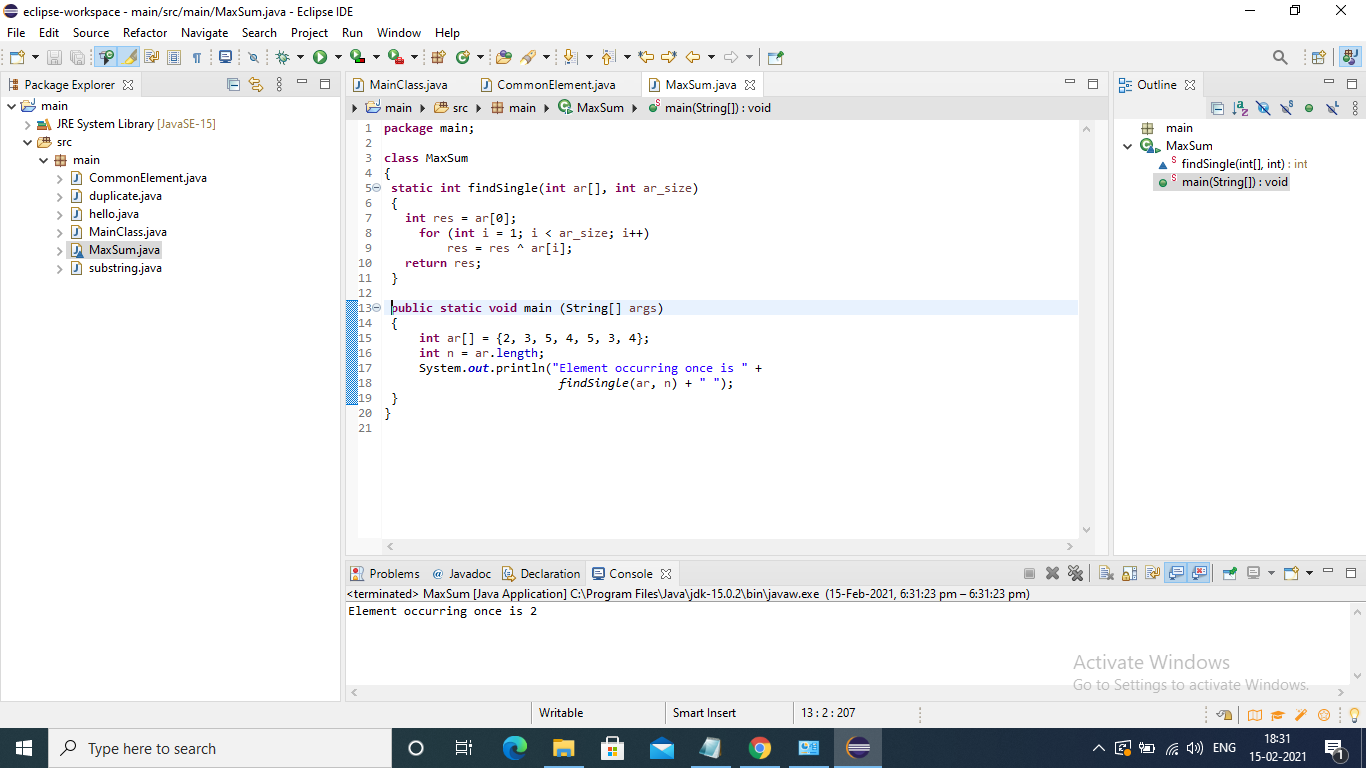 eclipse-workspace - main/src/main/MaxSum.java - Eclipse IDE
File Edit Source Refactor Navigate Search Project Run Window Help
Package Explorer
main
JRE System Library [JavaSE-15]
src
main
CommonElement.java
duplicate.java
hello.java
MainClass.java
MaxSum.java
substring.java
MainClass.java CommonElement.java MaxSum.java
main src main MaxSum main(String[]) : void
1 package main;
2
3 class MaxSum
4 {
5 static int findSingle(int ar[], int ar_size)
6 {
7 int res = ar[0];
8 for (int i = 1; i < ar_size; i++)
9 res = res ^ ar[i];
10 return res;
11 }
12
13 public static void main (String[] args)
14 {
15 int ar[] = {2, 3, 5, 4, 5, 3, 4};
16 int n = ar.length;
17 System.out.println("Element occurring once is " +
18 findSingle(ar, n) + " ");
19 }
20 }
21
Outline
main
MaxSum
findSingle(int[], int) : int
main(String[]) : void
Problems @ Javadoc Declaration Console
<terminated> MaxSum [Java Application] C:\Program Files\Java\jdk-15.0.2\bin\javaw.exe (15-Feb-2021, 6:31:23 pm – 6:31:23 pm)
Element occurring once is 2
Activate Windows
Go to Settings to activate Windows.
Writable Smart Insert 13 : 2 : 207
Type here to search
ENG
18:31
15-02-2021
1